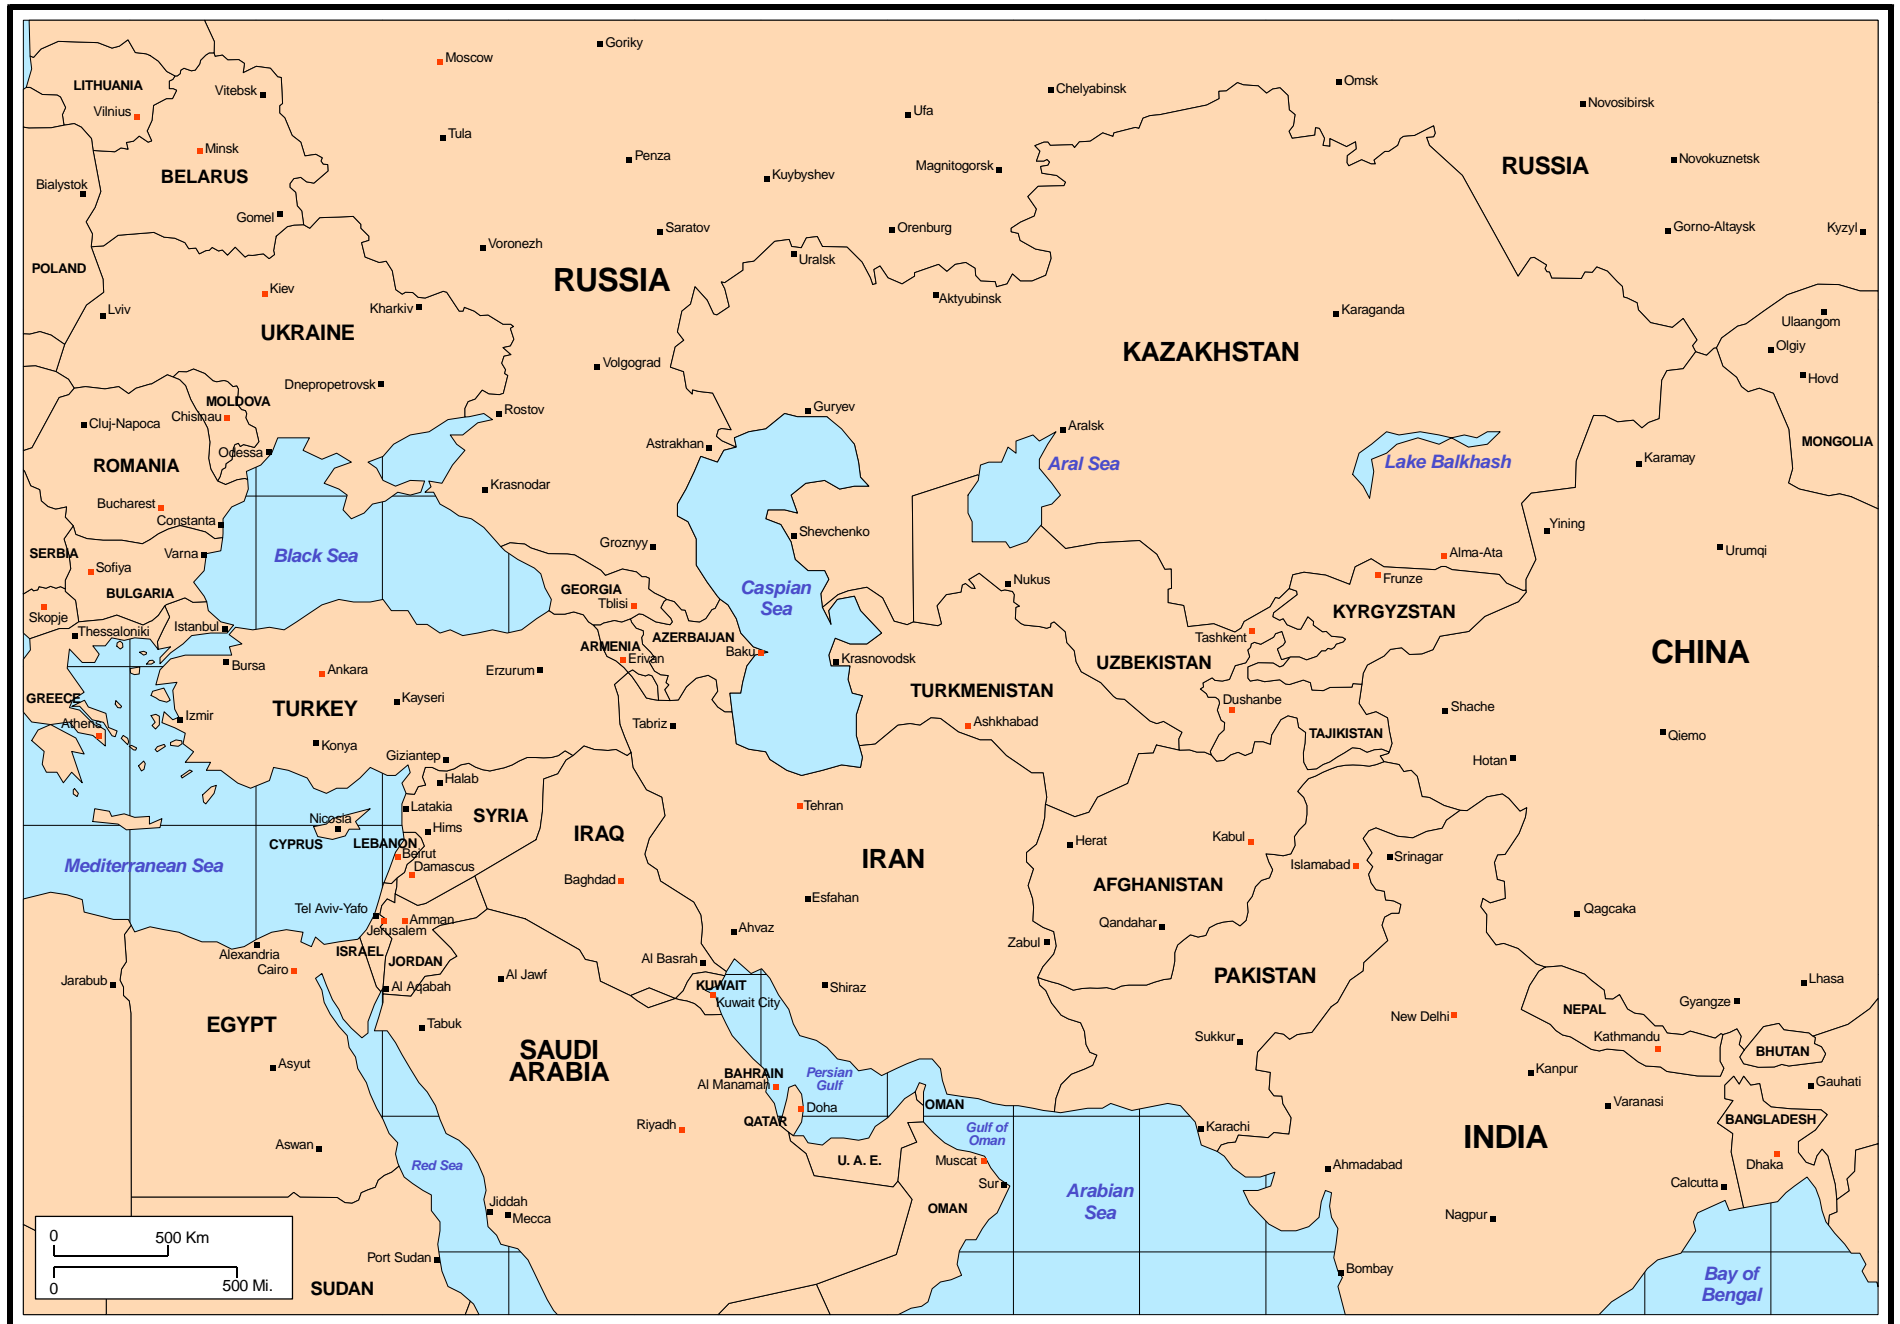 Goriky
Moscow
Omsk
Chelyabinsk
LITHUANIA
Vitebsk
Novosibirsk
Vilnius
Ufa
Tula
Minsk
Penza
Magnitogorsk
RUSSIA
Novokuznetsk
BELARUS
Kuybyshev
Bialystok
Gomel
Saratov
Orenburg
Gorno-Altaysk
Kyzyl
Voronezh
Uralsk
POLAND
RUSSIA
Kiev
Aktyubinsk
Lviv
Kharkiv
Karaganda
Ulaangom
UKRAINE
Olgiy
KAZAKHSTAN
Volgograd
Hovd
Dnepropetrovsk
MOLDOVA
Chisinau
Cluj-Napoca
Rostov
Guryev
Aralsk
Astrakhan
MONGOLIA
Odessa
ROMANIA
Aral Sea
Lake Balkhash
Karamay
Krasnodar
Bucharest
Constanta
Yining
Shevchenko
Groznyy
SERBIA
Varna
Black Sea
Alma-Ata
Urumqi
Sofiya
Frunze
Nukus
BULGARIA
GEORGIA
Tblisi
Caspian
Sea
KYRGYZSTAN
Skopje
Thessaloniki
Istanbul
AZERBAIJAN
Tashkent
ARMENIA
Baku
Erivan
Krasnovodsk
UZBEKISTAN
CHINA
Bursa
Ankara
Erzurum
GREECE
Kayseri
TURKMENISTAN
Dushanbe
TURKEY
Izmir
Athens
Tabriz
Ashkhabad
Shache
TAJIKISTAN
Qiemo
Konya
Giziantep
Hotan
Halab
Latakia
SYRIA
Tehran
Nicosia
Hims
IRAQ
CYPRUS
LEBANON
Herat
Kabul
Beirut
Damascus
IRAN
Mediterranean Sea
Islamabad
Srinagar
Baghdad
AFGHANISTAN
Esfahan
Tel Aviv-Yafo
Amman
Jerusalem
Qandahar
Qagcaka
Ahvaz
Zabul
Alexandria
ISRAEL
JORDAN
Al Basrah
Cairo
Al Jawf
PAKISTAN
Jarabub
Al Aqabah
KUWAIT
Kuwait City
Shiraz
Lhasa
Gyangze
NEPAL
EGYPT
Tabuk
New Delhi
Kathmandu
Sukkur
SAUDI
ARABIA
BHUTAN
Asyut
BAHRAIN
Al Manamah
Persian
Gulf
Kanpur
Gauhati
Doha
OMAN
Varanasi
QATAR
BANGLADESH
Riyadh
Gulf of
Oman
Karachi
INDIA
Aswan
Red Sea
U. A. E.
Muscat
Ahmadabad
Dhaka
Sur
Arabian
Sea
Calcutta
Jiddah
Mecca
OMAN
Nagpur
0
500 Km
Port Sudan
Bombay
0
500 Mi.
SUDAN
Bay of
Bengal